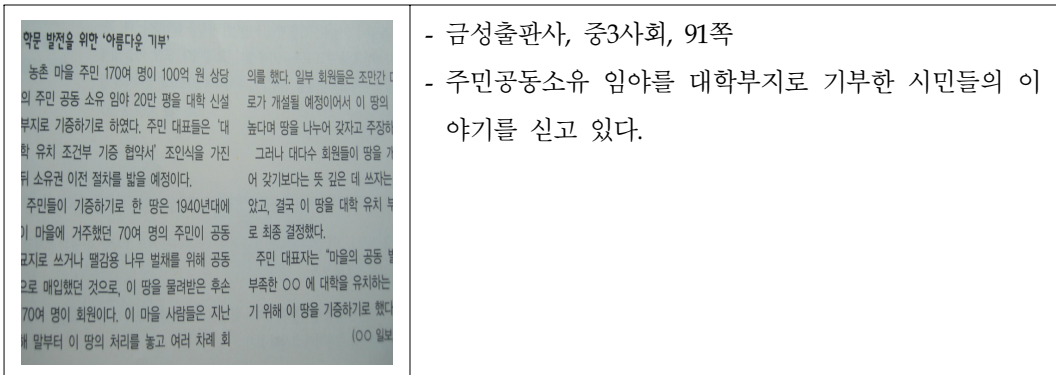 학문 발전을 위한 '아름다운 기부'
농촌 마을 주민 170여 명이 100억 원 상당
의 주민 공동 소유 임야 20만 평을 대학 신설
부지로 기증하기로 하였다. 주민 대표들은 '대
학 유치 조건부 기증 협약서' 조인식을 가진
뒤 소유권 이전 절차를 밟을 예정이다.
주민들이 기증하기로 한 땅은 1940년대에
이 마을에 거주했던 70여 명의 주민이 공동
묘지로 쓰거나 땔감용 나무 벌채를 위해 공동
으로 매입했던 것으로, 이 땅을 물려받은 후손
70여 명이 회원이다. 이 마을 사람들은 지난
해 말부터 이 땅의 처리를 놓고 여러 차례 회
의를 했다. 일부 회원들은 조만간
로가 개설될 예정이어서 이 땅의
높다며 땅을 나누어 갖자고 주장하
그러나 대다수 회원들이 땅을
어 갖기보다는 뜻 깊은 데 쓰자는
았고, 결국 이 땅을 대학 유치 부
로 최종 결정했다.
주민 대표자는 "마을의 공동
부족한 ○○ 에 대학을 유치하는
기 위해 이 땅을 기증하기로 했다
(○○ 일보
- 금성출판사, 중3사회, 91쪽
- 주민공동소유 임야를 대학부지로 기부한 시민들의 이
야기를 싣고 있다.